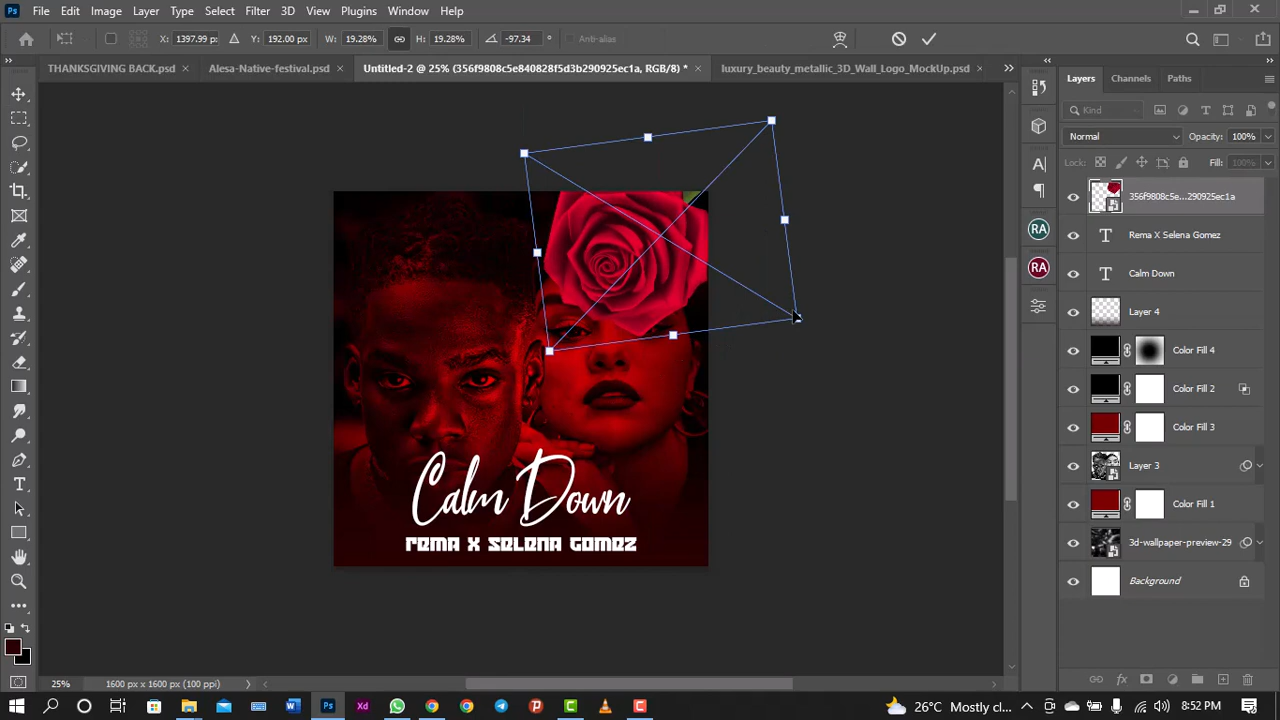 Ps File Edit Image Layer Type Select Filter 3D View Plugins Window Help
X: 1397.99 px Y: 192.00 px W: 19.28% H: 19.28% -97.34 ° Anti-alias
THANKSGIVING BACK.psd × Alesa-Native-festival.psd × Untitled-2 @ 25% (356f9808c5e840828f5d3b290925ec1a, RGB/8) * × luxury_beauty_metallic_3D_Wall_Logo_MockUp.psd ×
Layers Channels Paths
Kind
Normal Opacity: 100%
Lock: Fill: 100%
356f9808c5e...290925ec1a
RA Rema X Selena Gomez
RA Calm Down
Layer 4
Color Fill 4
Color Fill 2
Color Fill 3
Layer 3
Color Fill 1
3d-wallpaper-preview-29
Background
Calm Down
Rema X Selena Gomez
25% 1600 px x 1600 px (100 ppi)
26°C Mostly cl... 8:52 PM